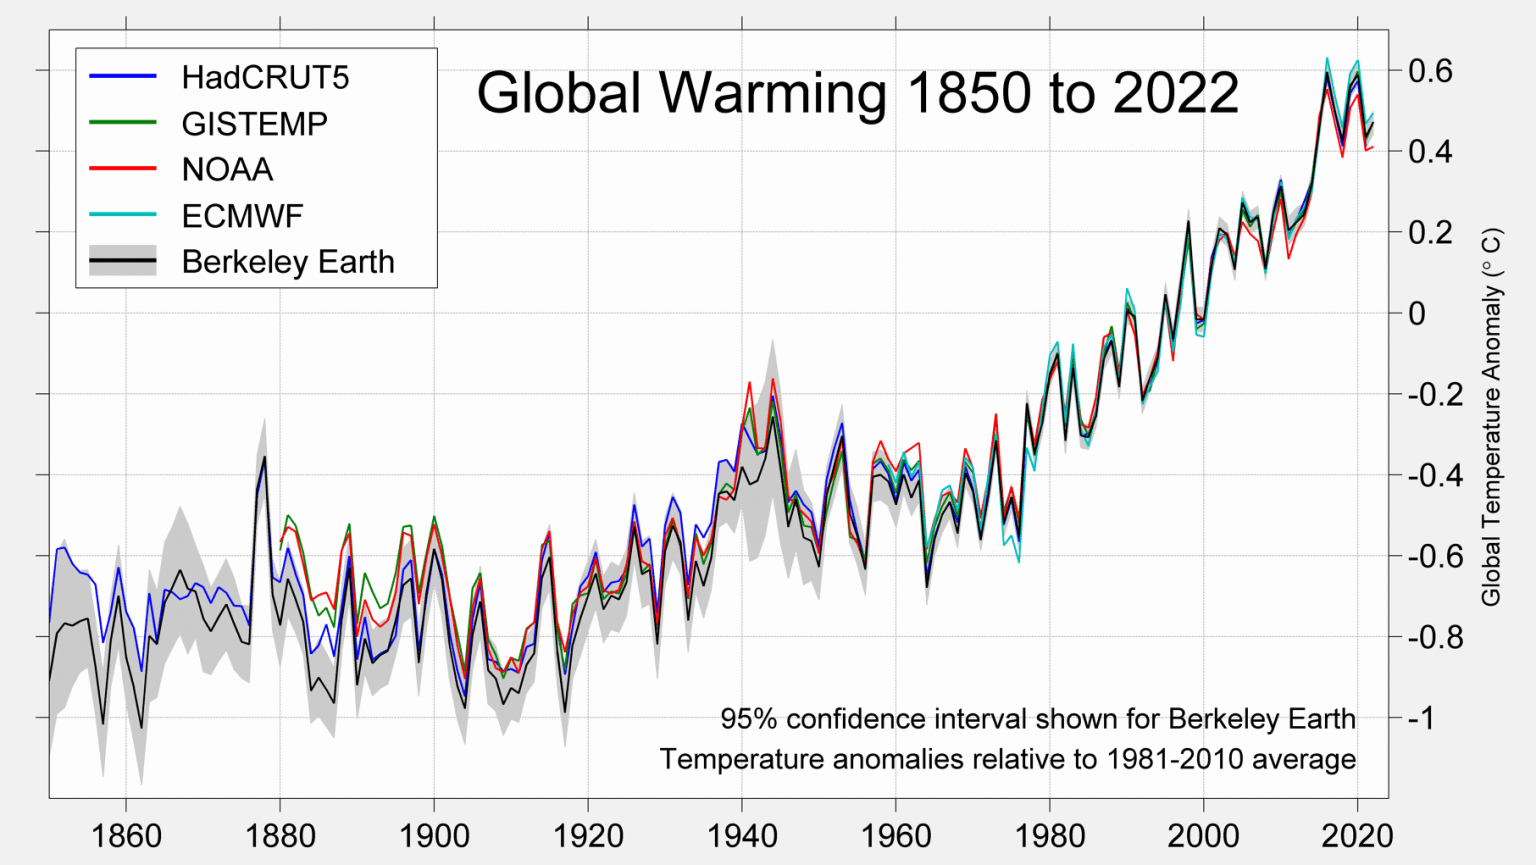 Global Warming 1850 to 2022
HadCRUT5
GISTEMP
NOAA
ECMWF
Berkeley Earth
0.6
0.4
0.2
0
-0.2
-0.4
-0.6
-0.8
-1
Global Temperature Anomaly (° C)
95% confidence interval shown for Berkeley Earth
Temperature anomalies relative to 1981-2010 average
1860 1880 1900 1920 1940 1960 1980 2000 2020